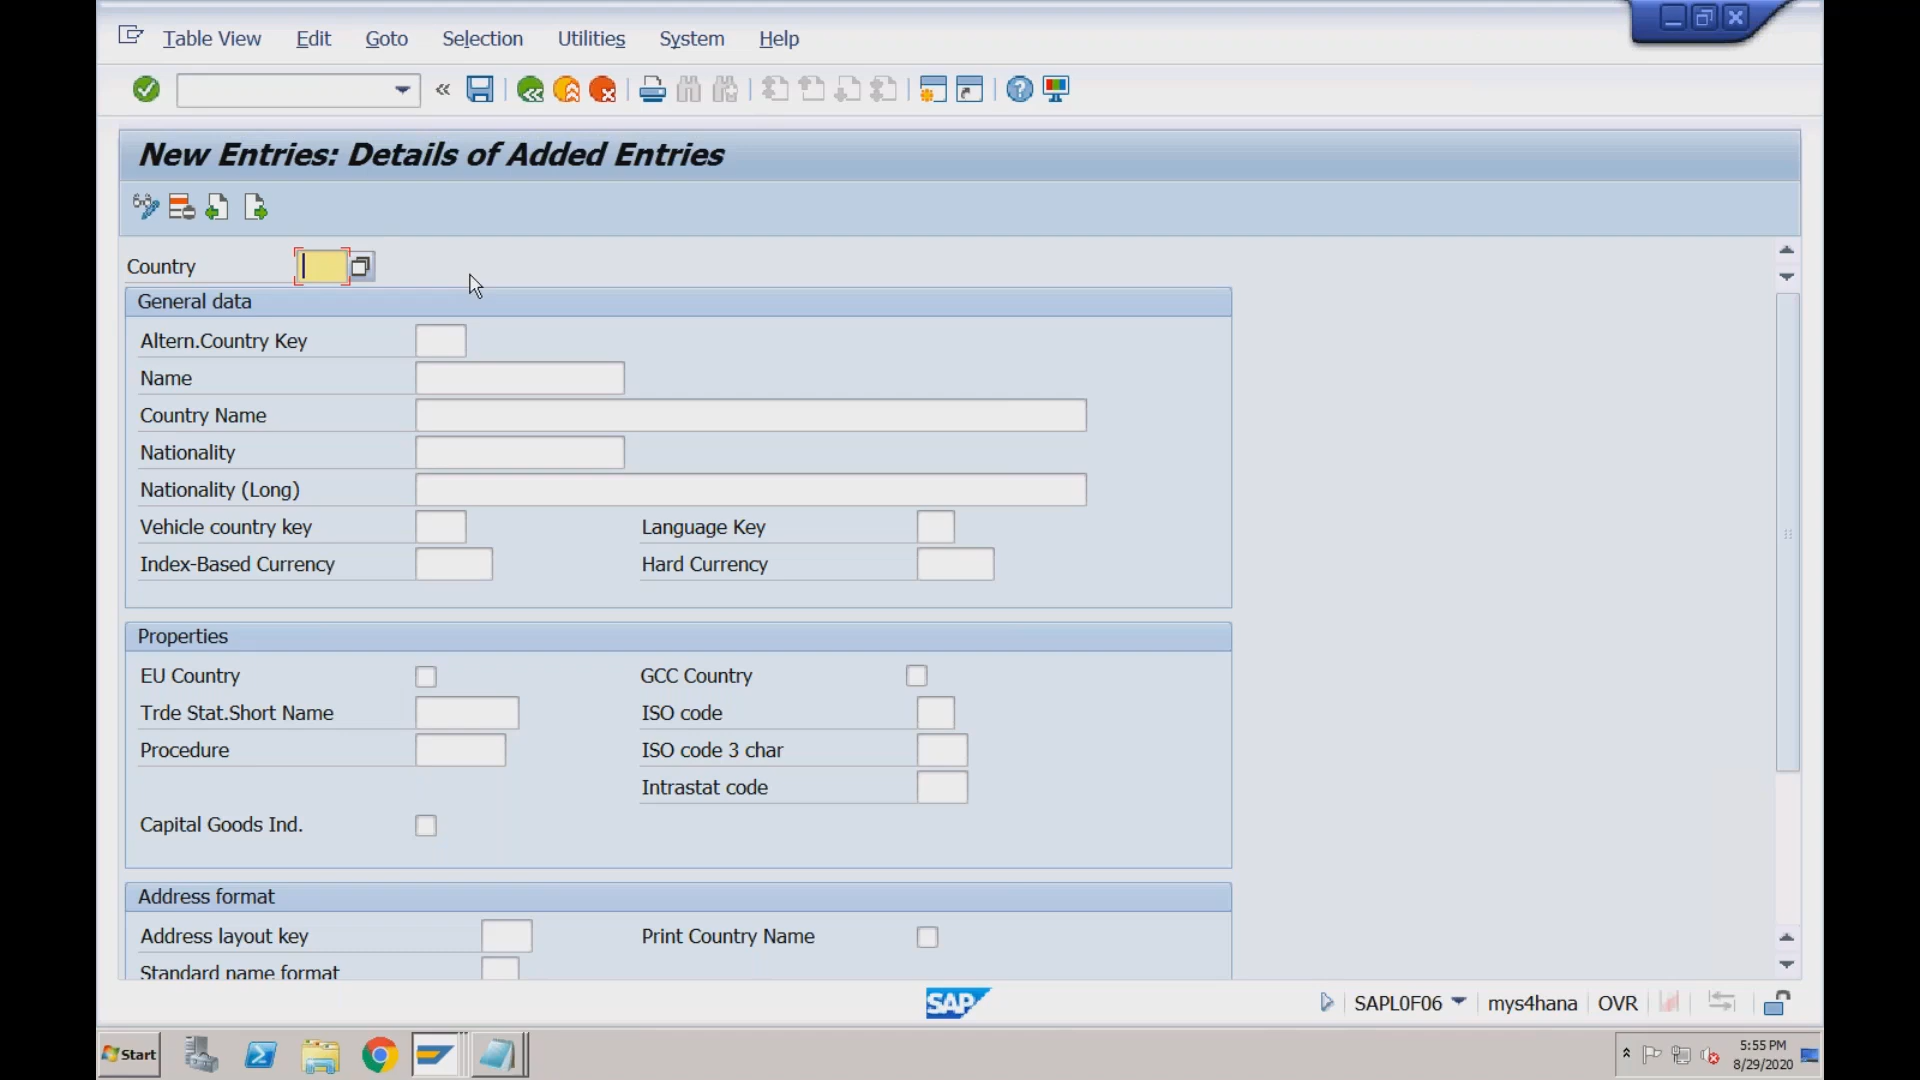 Table View Edit Goto Selection Utilities System Help
New Entries: Details of Added Entries
Country
General data
Altern.Country Key
Name
Country Name
Nationality
Nationality (Long)
Vehicle country key Language Key
Index-Based Currency Hard Currency
Properties
EU Country GCC Country
Trde Stat.Short Name ISO code
Procedure ISO code 3 char
Intrastat code
Capital Goods Ind.
Address format
Address layout key Print Country Name
Standard name format
SAP SAPL0F06 mys4hana OVR
Start 5:55 PM
8/29/2020